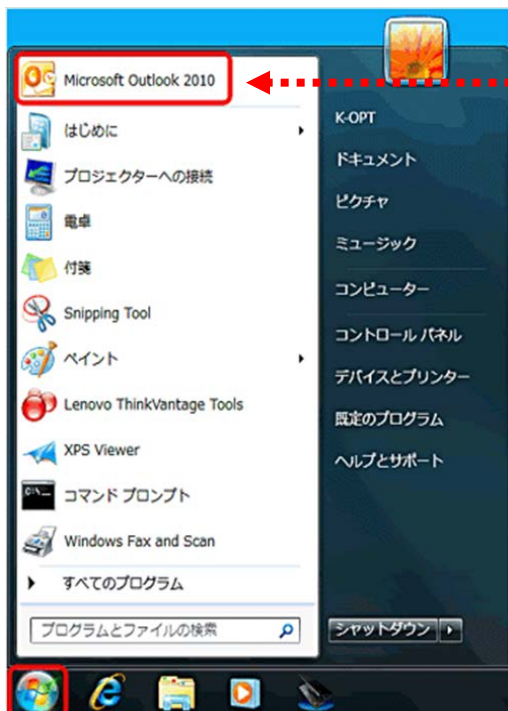 Microsoft Outlook 2010
はじめに
プロジェクターへの接続
電卓
付箋
Snipping Tool
ペイント
Lenovo ThinkVantage Tools
XPS Viewer
コマンド プロンプト
Windows Fax and Scan
すべてのプログラム
プログラムとファイルの検索
K-OPT
ドキュメント
ピクチャ
ミュージック
コンピューター
コントロール パネル
デバイスとプリンター
既定のプログラム
ヘルプとサポート
シャットダウン